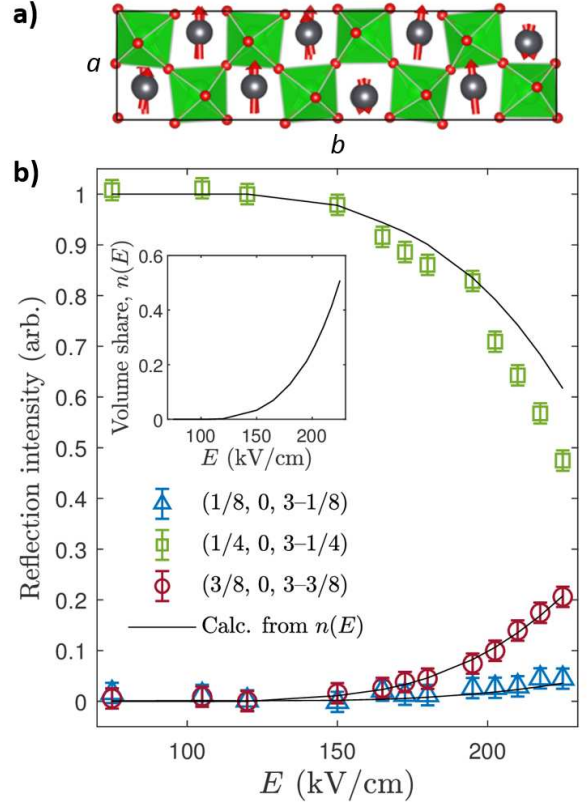 a)
a
b
b)
1
0.9
0.8
0.7
0.6
0.5
0.4
0.3
0.2
0.1
0
Reflection intensity (arb.)
0.6
0.4
0.2
0
Volume share, n(E)
100 150 200
E (kV/cm)
(1/8, 0, 3–1/8)
(1/4, 0, 3–1/4)
(3/8, 0, 3–3/8)
Calc. from n(E)
100 150 200
E (kV/cm)